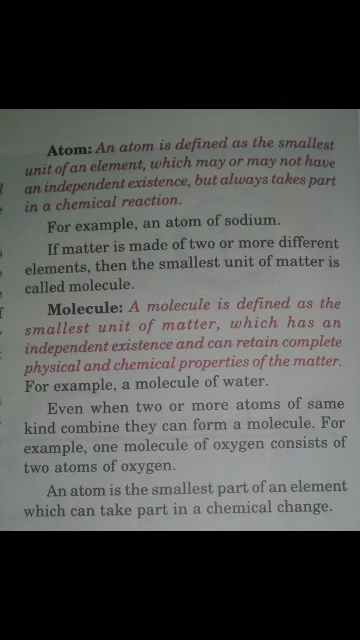 Atom: An atom is defined as the smallest
unit of an element, which may or may not have
an independent existence, but always takes part
in a chemical reaction.
For example, an atom of sodium.
If matter is made of two or more different
elements, then the smallest unit of matter is
called molecule.
Molecule: A molecule is defined as the
smallest unit of matter, which has an
independent existence and can retain complete
physical and chemical properties of the matter.
For example, a molecule of water.
Even when two or more atoms of same
kind combine they can form a molecule. For
example, one molecule of oxygen consists of
two atoms of oxygen.
An atom is the smallest part of an element
which can take part in a chemical change.